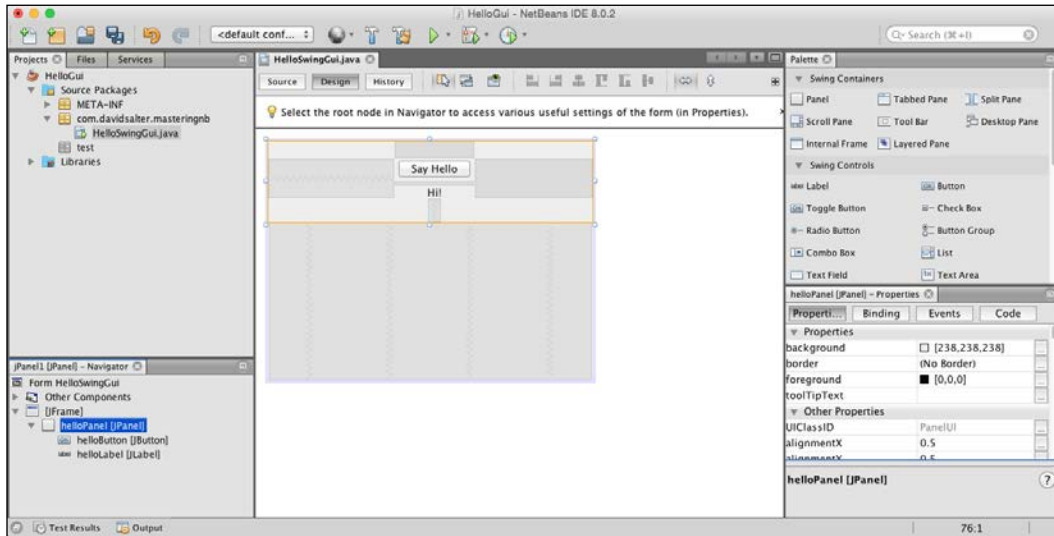 HelloGui - NetBeans IDE 8.0.2
<default conf...
Search (⌘+I)
Projects
Files
Services
HelloGui
Source Packages
META-INF
com.davidsalter.masteringnb
HelloSwingGui.java
test
Libraries
HelloSwingGui.java
Source
Design
History
Select the root node in Navigator to access various useful settings of the form (in Properties).
Say Hello
Hi!
jPanel1 [JPanel] - Navigator
Form HelloSwingGui
Other Components
[JFrame]
helloPanel [JPanel]
helloButton [JButton]
helloLabel [JLabel]
Palette
Swing Containers
Panel
Tabbed Pane
Split Pane
Scroll Pane
Tool Bar
Desktop Pane
Internal Frame
Layered Pane
Swing Controls
Label
Button
Toggle Button
Check Box
Radio Button
Button Group
Combo Box
List
Text Field
Text Area
helloPanel [JPanel] - Properties
Properti...
Binding
Events
Code
Properties
background
[238,238,238]
border
(No Border)
foreground
[0,0,0]
toolTipText
Other Properties
UIClassID
PanelUI
alignmentX
0.5
alignmentY
0.5
helloPanel [JPanel]
?
Test Results
Output
76:1